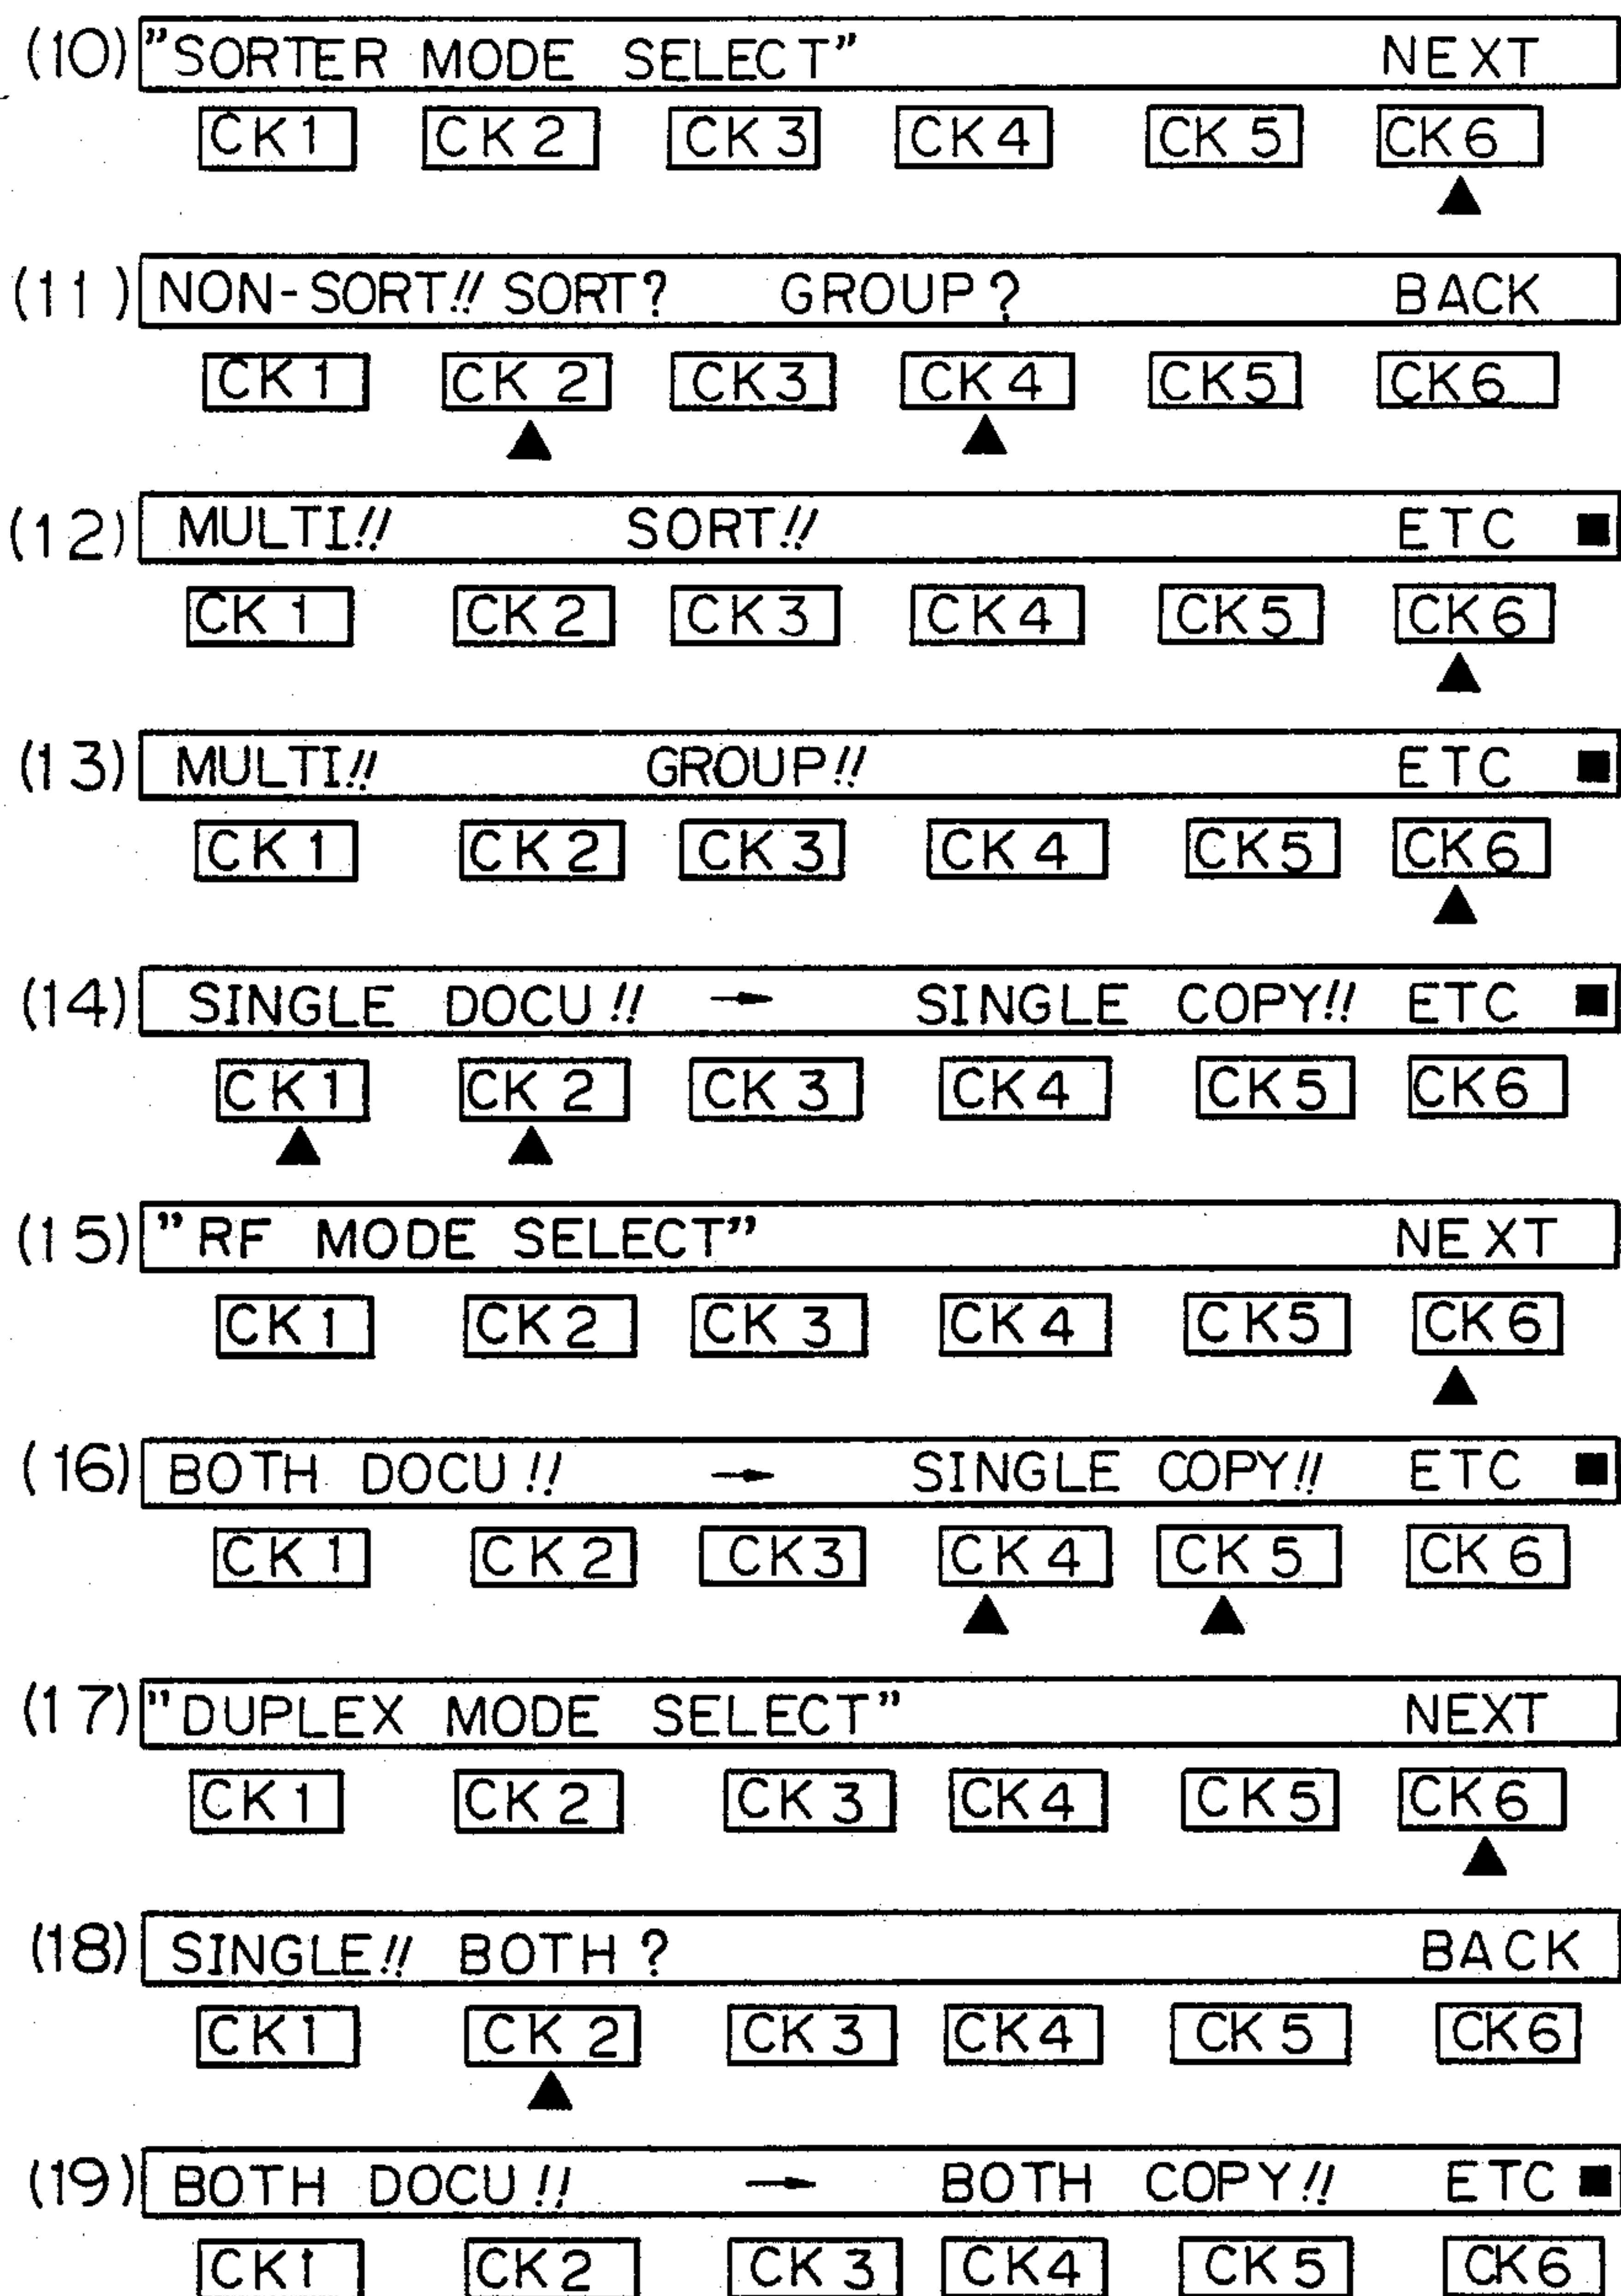 (10) "SORTER MODE SELECT" NEXT
CK1 CK2 CK3 CK4 CK5 CK6
(11) NON-SORT!! SORT? GROUP? BACK
CK1 CK2 CK3 CK4 CK5 CK6
(12) MULTI!! SORT!! ETC ■
CK1 CK2 CK3 CK4 CK5 CK6
(13) MULTI!! GROUP!! ETC ■
CK1 CK2 CK3 CK4 CK5 CK6
(14) SINGLE DOCU!! → SINGLE COPY!! ETC ■
CK1 CK2 CK3 CK4 CK5 CK6
(15) "RF MODE SELECT" NEXT
CK1 CK2 CK3 CK4 CK5 CK6
(16) BOTH DOCU!! → SINGLE COPY!! ETC ■
CK1 CK2 CK3 CK4 CK5 CK6
(17) "DUPLEX MODE SELECT" NEXT
CK1 CK2 CK3 CK4 CK5 CK6
(18) SINGLE!! BOTH? BACK
CK1 CK2 CK3 CK4 CK5 CK6
(19) BOTH DOCU!! → BOTH COPY!! ETC ■
CK1 CK2 CK3 CK4 CK5 CK6